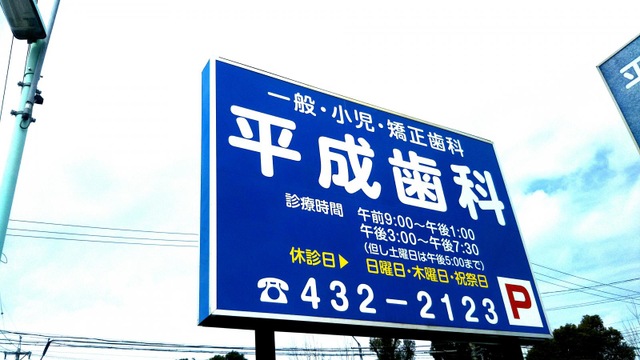 一般・小児・矯正歯科
平成歯科
診療時間 午前9:00～午後1:00
午後3:00～午後7:30
(但し土曜日は午後5:00まで)
休診日▶ 日曜日・木曜日・祝祭日
☎432-2123 P
平